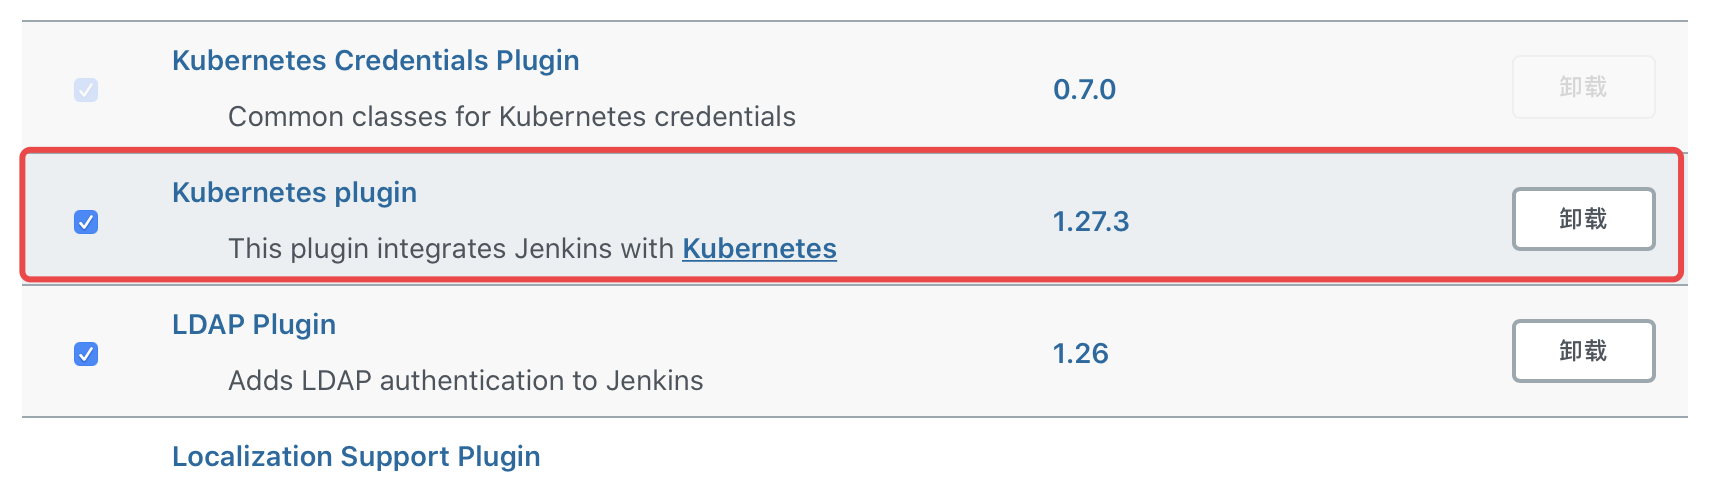 Kubernetes Credentials Plugin
Common classes for Kubernetes credentials
0.7.0
卸载
Kubernetes plugin
This plugin integrates Jenkins with Kubernetes
1.27.3
卸载
LDAP Plugin
Adds LDAP authentication to Jenkins
1.26
卸载
Localization Support Plugin